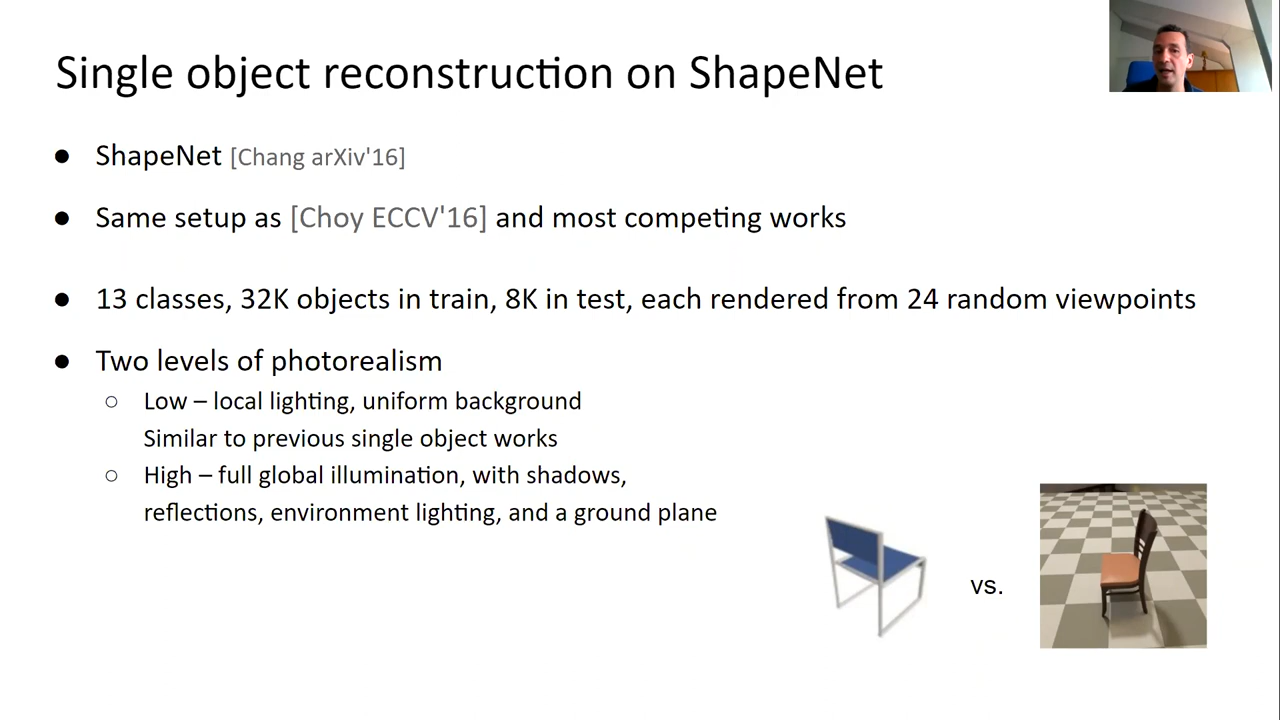 Single object reconstruction on ShapeNet
● ShapeNet [Chang arXiv'16]
● Same setup as [Choy ECCV'16] and most competing works
● 13 classes, 32K objects in train, 8K in test, each rendered from 24 random viewpoints
● Two levels of photorealism
○ Low – local lighting, uniform background
Similar to previous single object works
○ High – full global illumination, with shadows,
reflections, environment lighting, and a ground plane
vs.